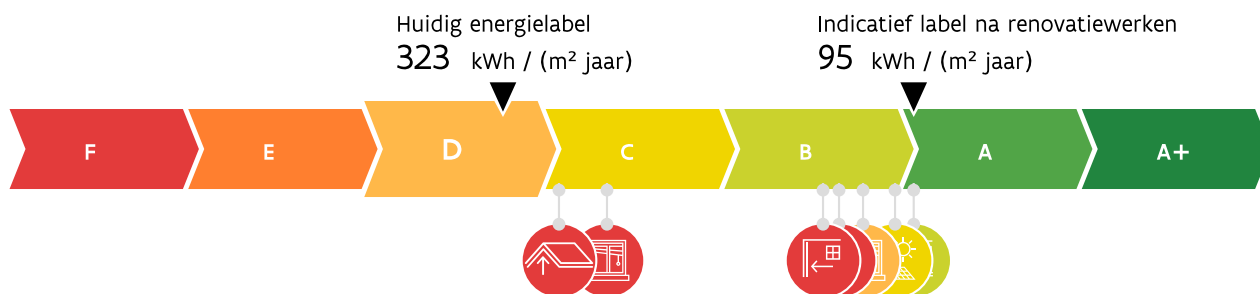 Huidig energielabel
323 kWh / (m² jaar)
Indicatief label na renovatiewerken
95 kWh / (m² jaar)
F E D C B A A+